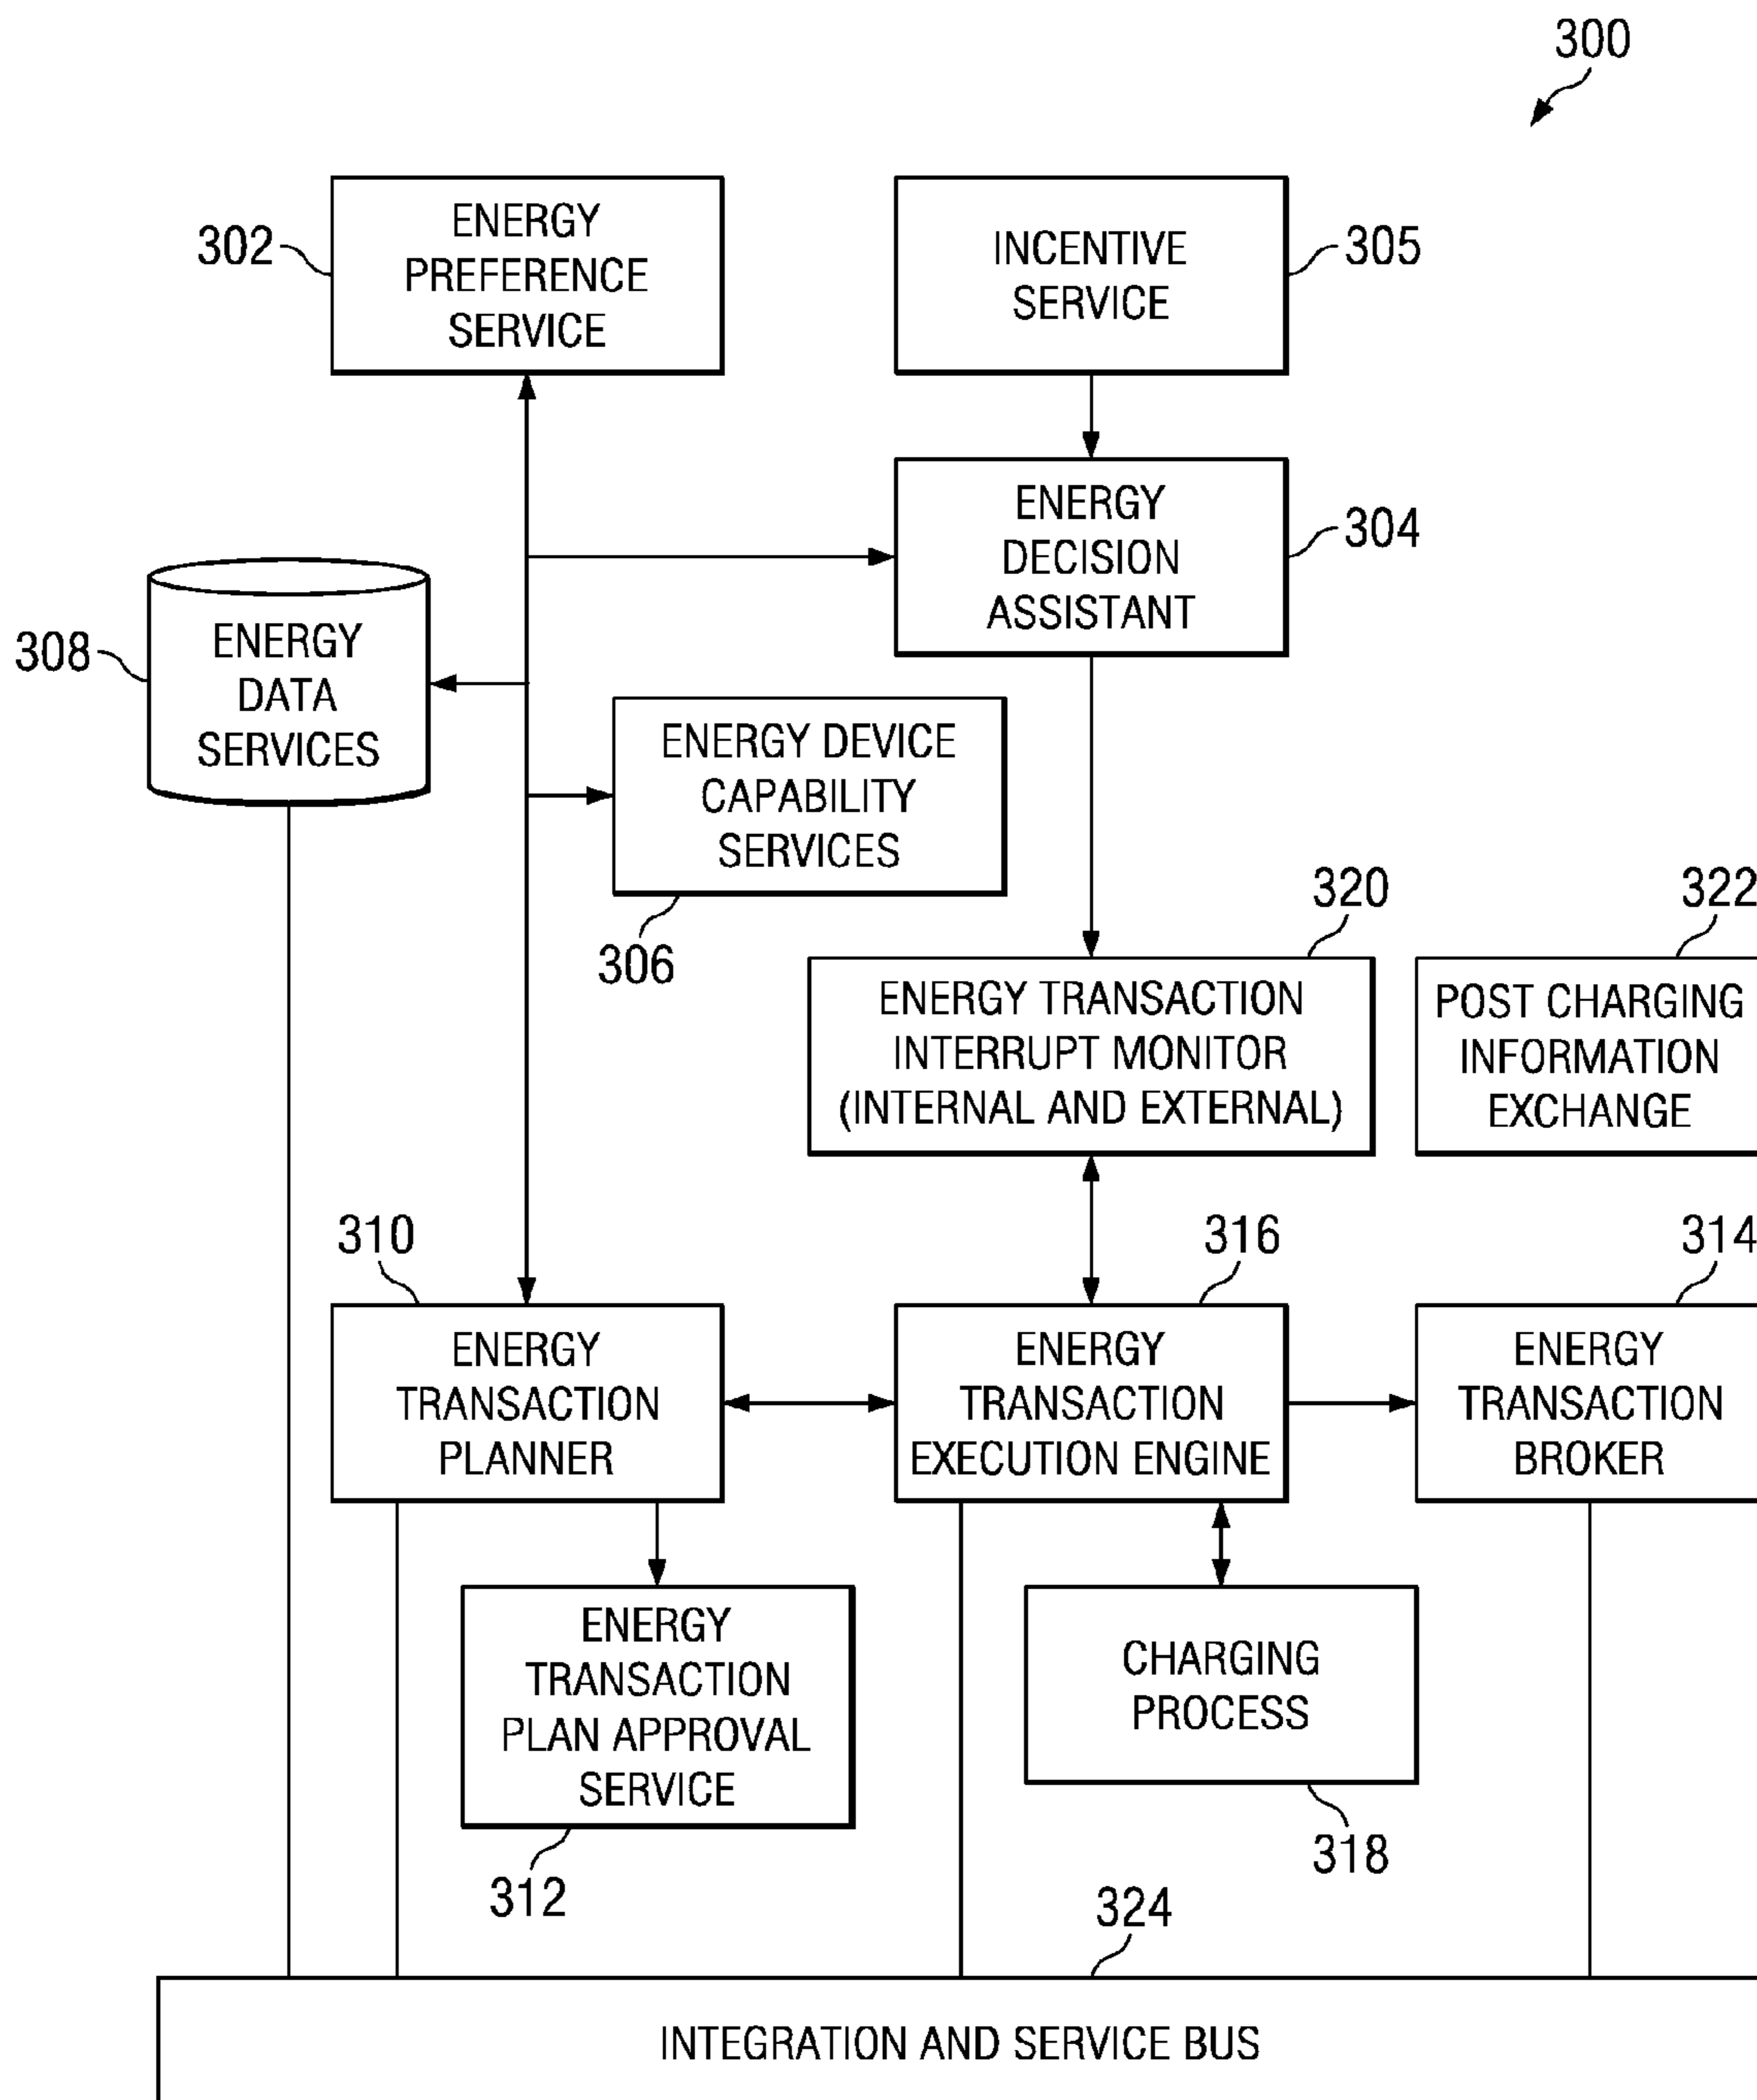 300
ENERGY
PREFERENCE
SERVICE
302
INCENTIVE
SERVICE
305
ENERGY
DECISION
ASSISTANT
304
ENERGY
DATA
SERVICES
308
ENERGY DEVICE
CAPABILITY
SERVICES
306
320
ENERGY TRANSACTION
INTERRUPT MONITOR
(INTERNAL AND EXTERNAL)
322
POST CHARGING
INFORMATION
EXCHANGE
310
ENERGY
TRANSACTION
PLANNER
316
ENERGY
TRANSACTION
EXECUTION ENGINE
314
ENERGY
TRANSACTION
BROKER
ENERGY
TRANSACTION
PLAN APPROVAL
SERVICE
312
CHARGING
PROCESS
318
324
INTEGRATION AND SERVICE BUS